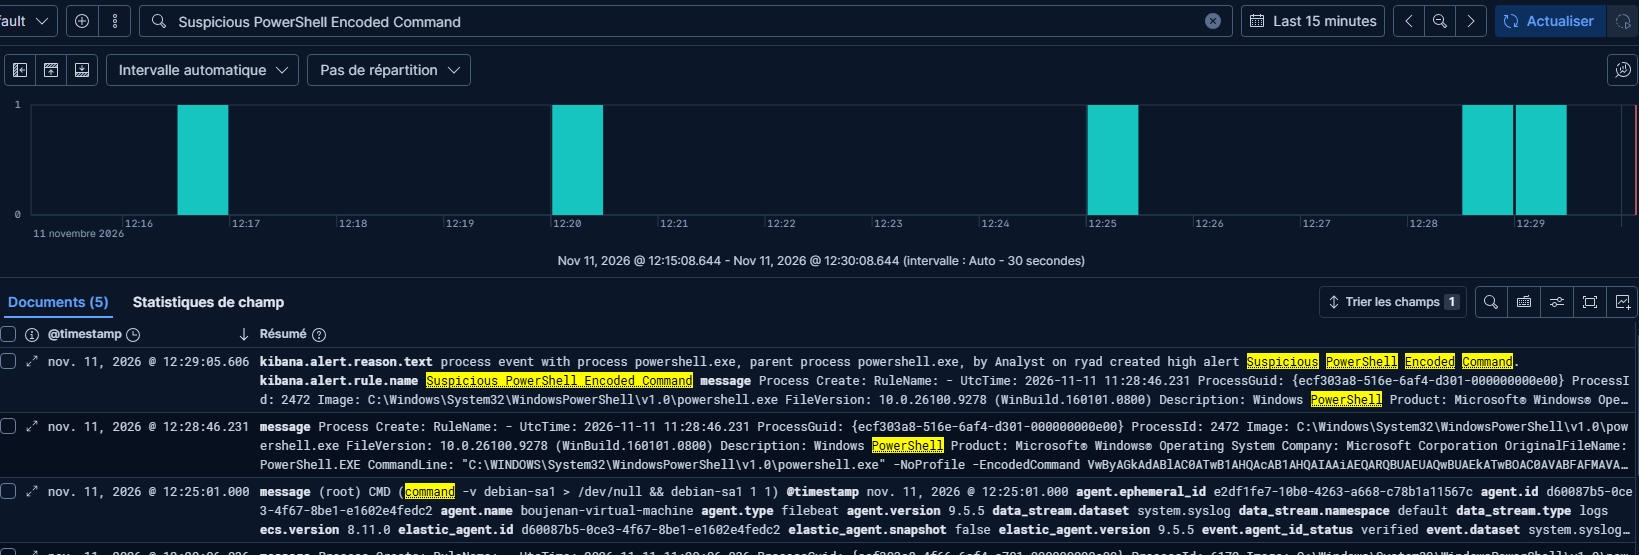 ault
Suspicious PowerShell Encoded Command
Last 15 minutes
Actualiser
Intervalle automatique
Pas de répartition
1
0
12:16 12:17 12:18 12:19 12:20 12:21 12:22 12:23 12:24 12:25 12:26 12:27 12:28 12:29
11 novembre 2026
Nov 11, 2026 @ 12:15:08.644 - Nov 11, 2026 @ 12:30:08.644 (intervalle : Auto - 30 secondes)
Documents (5) Statistiques de champ
Trier les champs 1
@timestamp Résumé
nov. 11, 2026 @ 12:29:05.606 kibana.alert.reason.text process event with process powershell.exe, parent process powershell.exe, by Analyst on ryad created high alert Suspicious PowerShell Encoded Command.
kibana.alert.rule.name Suspicious PowerShell Encoded Command message Process Create: RuleName: - UtcTime: 2026-11-11 11:28:46.231 ProcessGuid: {ecf303a8-516e-6af4-d301-000000000e00} ProcessI
d: 2472 Image: C:\Windows\System32\WindowsPowerShell\v1.0\powershell.exe FileVersion: 10.0.26100.9278 (WinBuild.160101.0800) Description: Windows PowerShell Product: Microsoft® Windows® Ope…
nov. 11, 2026 @ 12:28:46.231 message Process Create: RuleName: - UtcTime: 2026-11-11 11:28:46.231 ProcessGuid: {ecf303a8-516e-6af4-d301-000000000e00} ProcessId: 2472 Image: C:\Windows\System32\WindowsPowerShell\v1.0\pow
ershell.exe FileVersion: 10.0.26100.9278 (WinBuild.160101.0800) Description: Windows PowerShell Product: Microsoft® Windows® Operating System Company: Microsoft Corporation OriginalFileName:
PowerShell.EXE CommandLine: "C:\WINDOWS\System32\WindowsPowerShell\v1.0\powershell.exe" -NoProfile -EncodedCommand VwByAGkAdABlAC0ATwB1AHQAcAB1AHQAIAAiAEQARQBUAEUAQwBUAEkATwBOAC0AVABFAFMAVA…
nov. 11, 2026 @ 12:25:01.000 message (root) CMD (command -v debian-sa1 > /dev/null && debian-sa1 1 1) @timestamp nov. 11, 2026 @ 12:25:01.000 agent.ephemeral_id e2df1fe7-10b0-4263-a668-c78b1a11567c agent.id d60087b5-0ce
3-4f67-8be1-e1602e4fedc2 agent.name boujenan-virtual-machine agent.type filebeat agent.version 9.5.5 data_stream.dataset system.syslog data_stream.namespace default data_stream.type logs
ecs.version 8.11.0 elastic_agent.id d60087b5-0ce3-4f67-8be1-e1602e4fedc2 elastic_agent.snapshot false elastic_agent.version 9.5.5 event.agent_id_status verified event.dataset system.syslog…